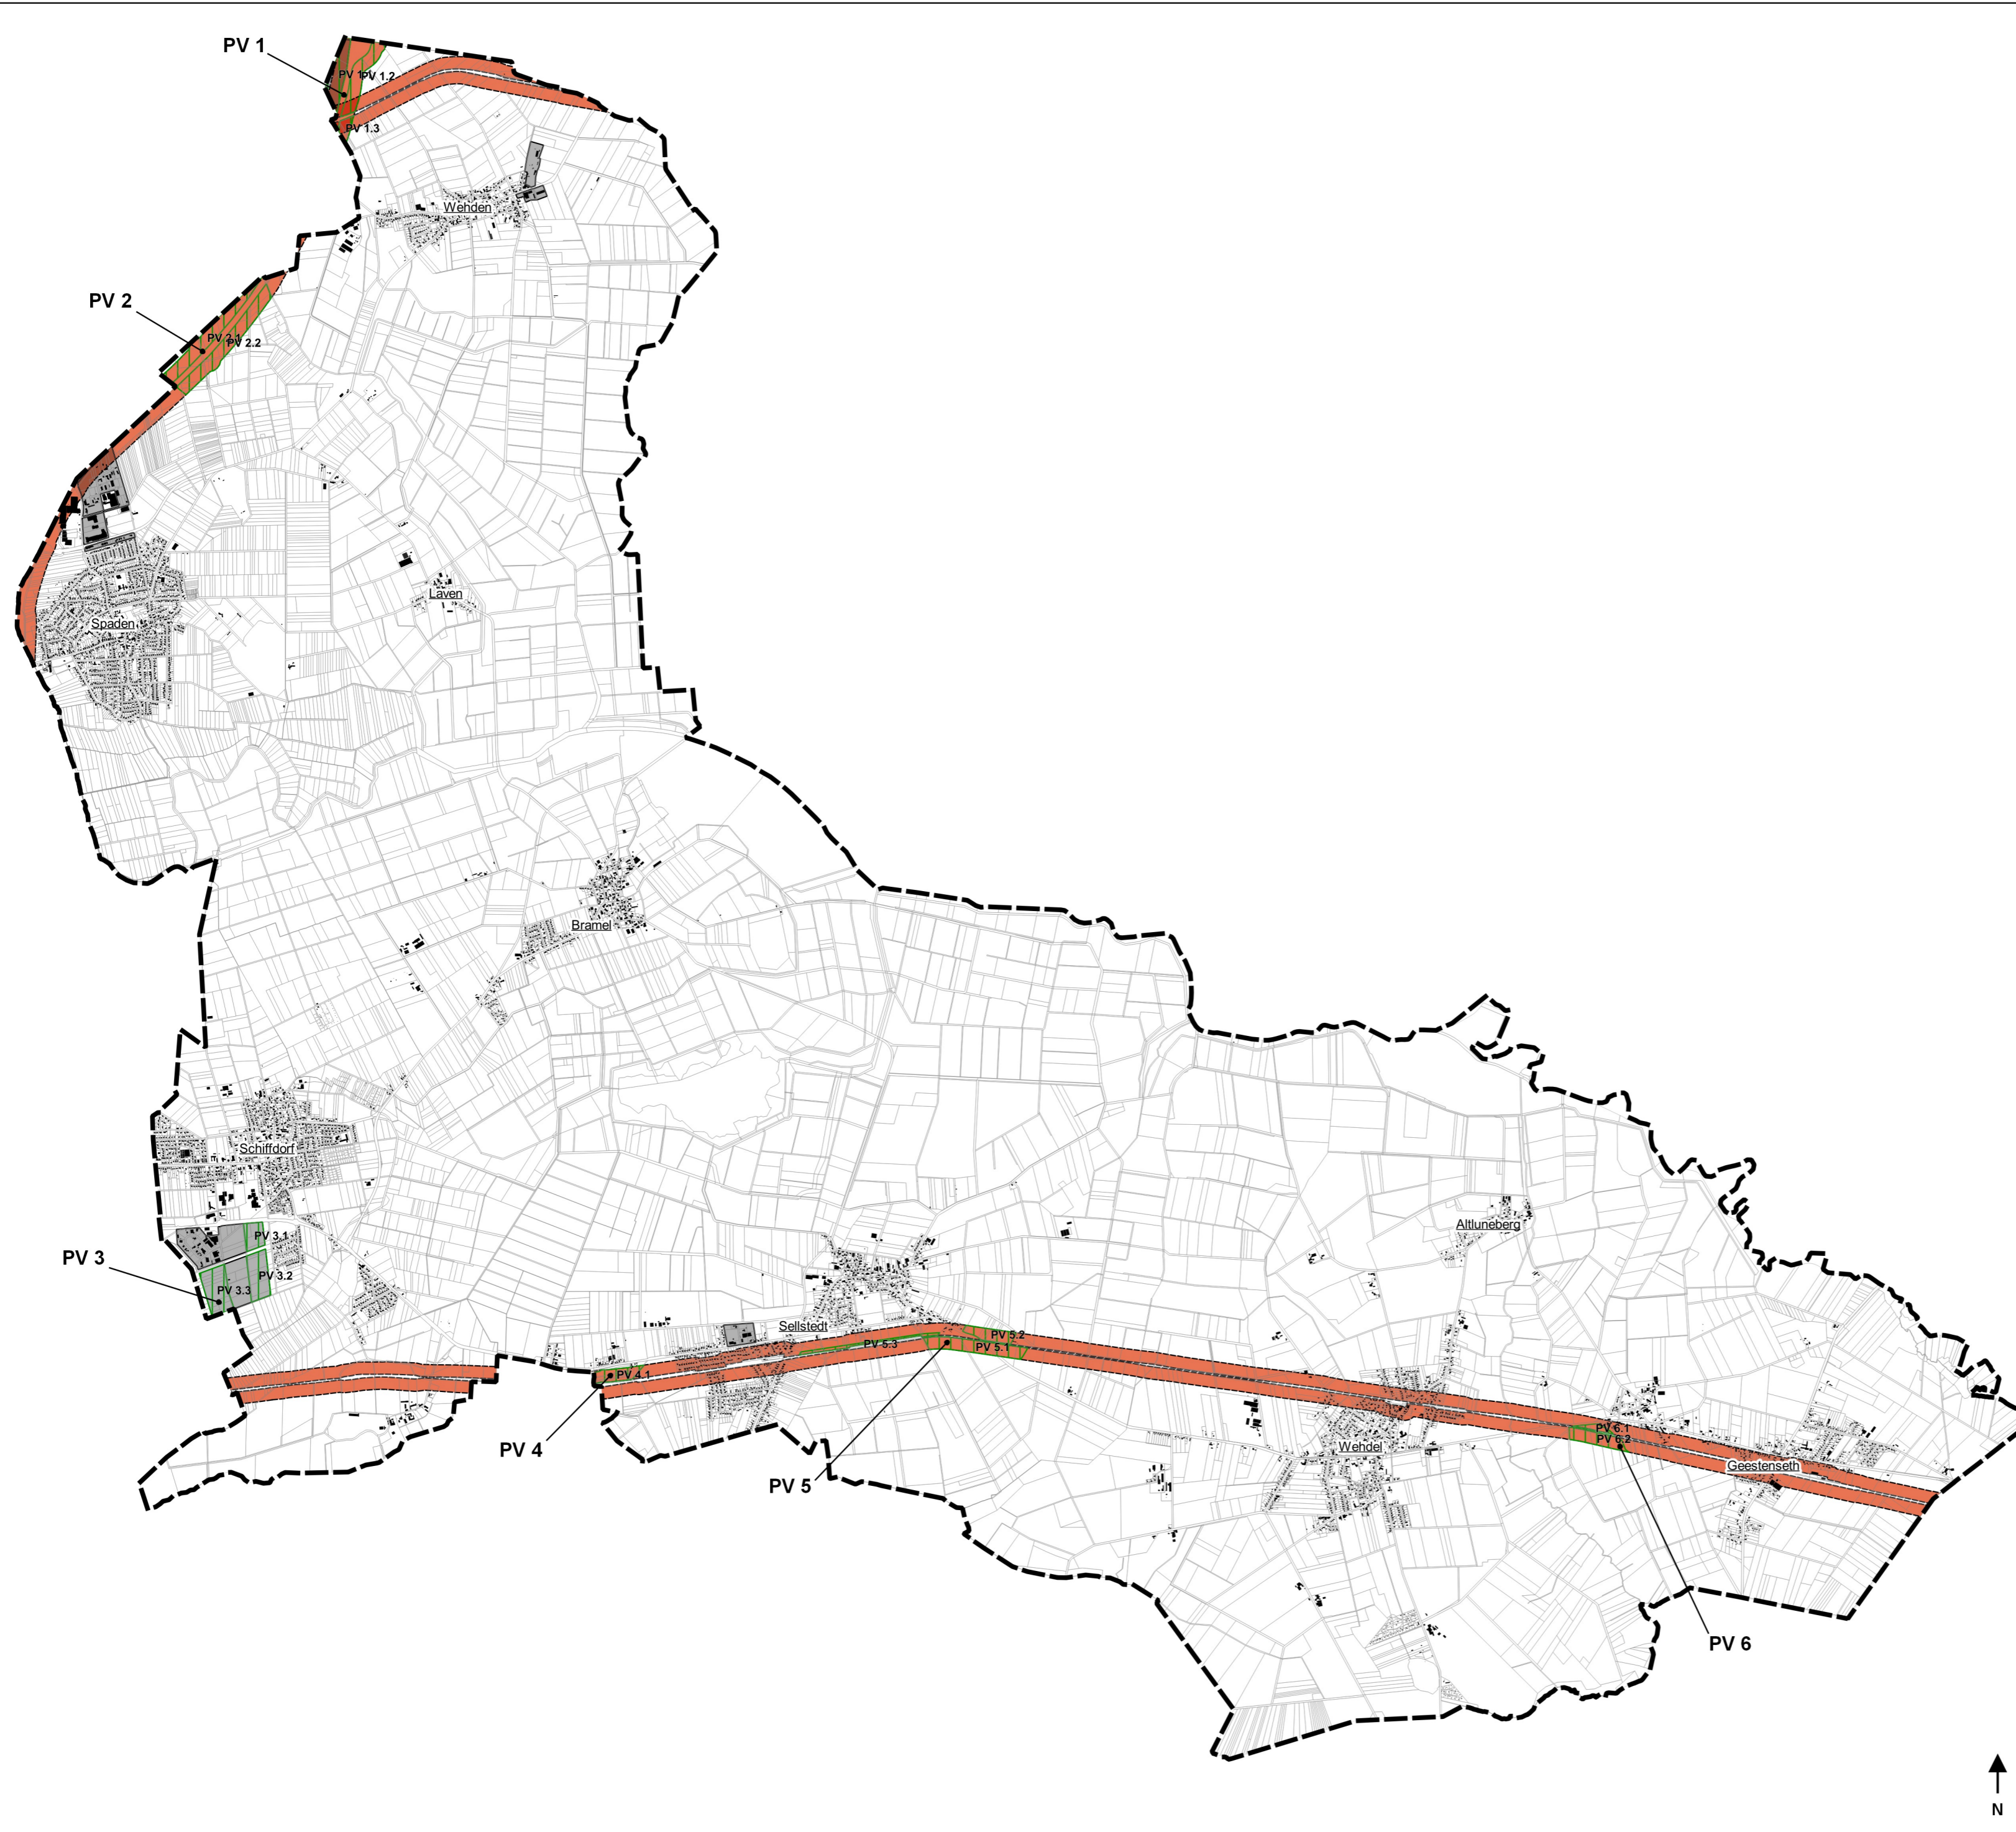 PV 1
PV 1.2
PV 1.3
Wehden
PV 2
PV 2.1
PV 2.2
Laven
Spaden
Bramel
Schiffdorf
PV 3.1
PV 3
PV 3.2
PV 3.3
Altluneberg
Sellstedt
PV 5.2
PV 5.3
PV 5.1
PV 4.1
PV 4
PV 5
PV 6.1
PV 6.2
Wehdel
Geestenseth
PV 6
N